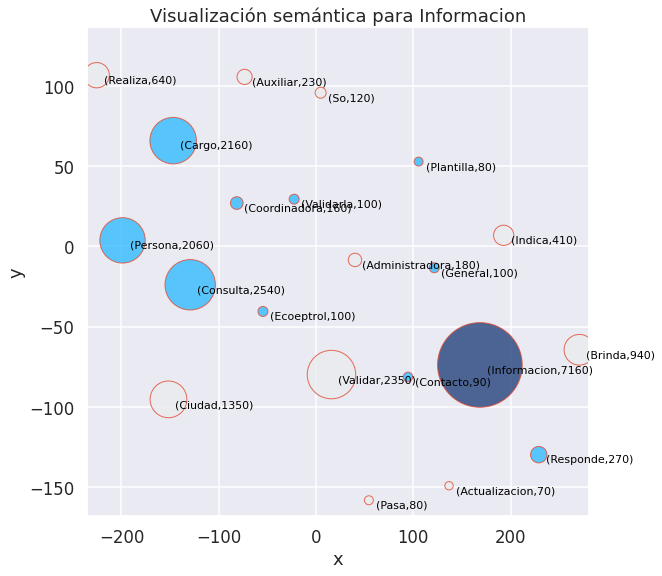 Visualización semántica para Informacion
(Realiza,640)
(Auxiliar,230)
(So,120)
(Cargo,2160)
(Plantilla,80)
(Validarla,100)
(Coordinadora,160)
(Persona,2060)
(Indica,410)
(Administradora,180)
(General,100)
(Consulta,2540)
(Ecoeptrol,100)
(Brinda,940)
(Informacion,7160)
(Validar,2350)
(Contacto,90)
(Ciudad,1350)
(Responde,270)
(Actualizacion,70)
(Pasa,80)
100
50
0
−50
−100
−150
y
−200
−100
0
100
200
x